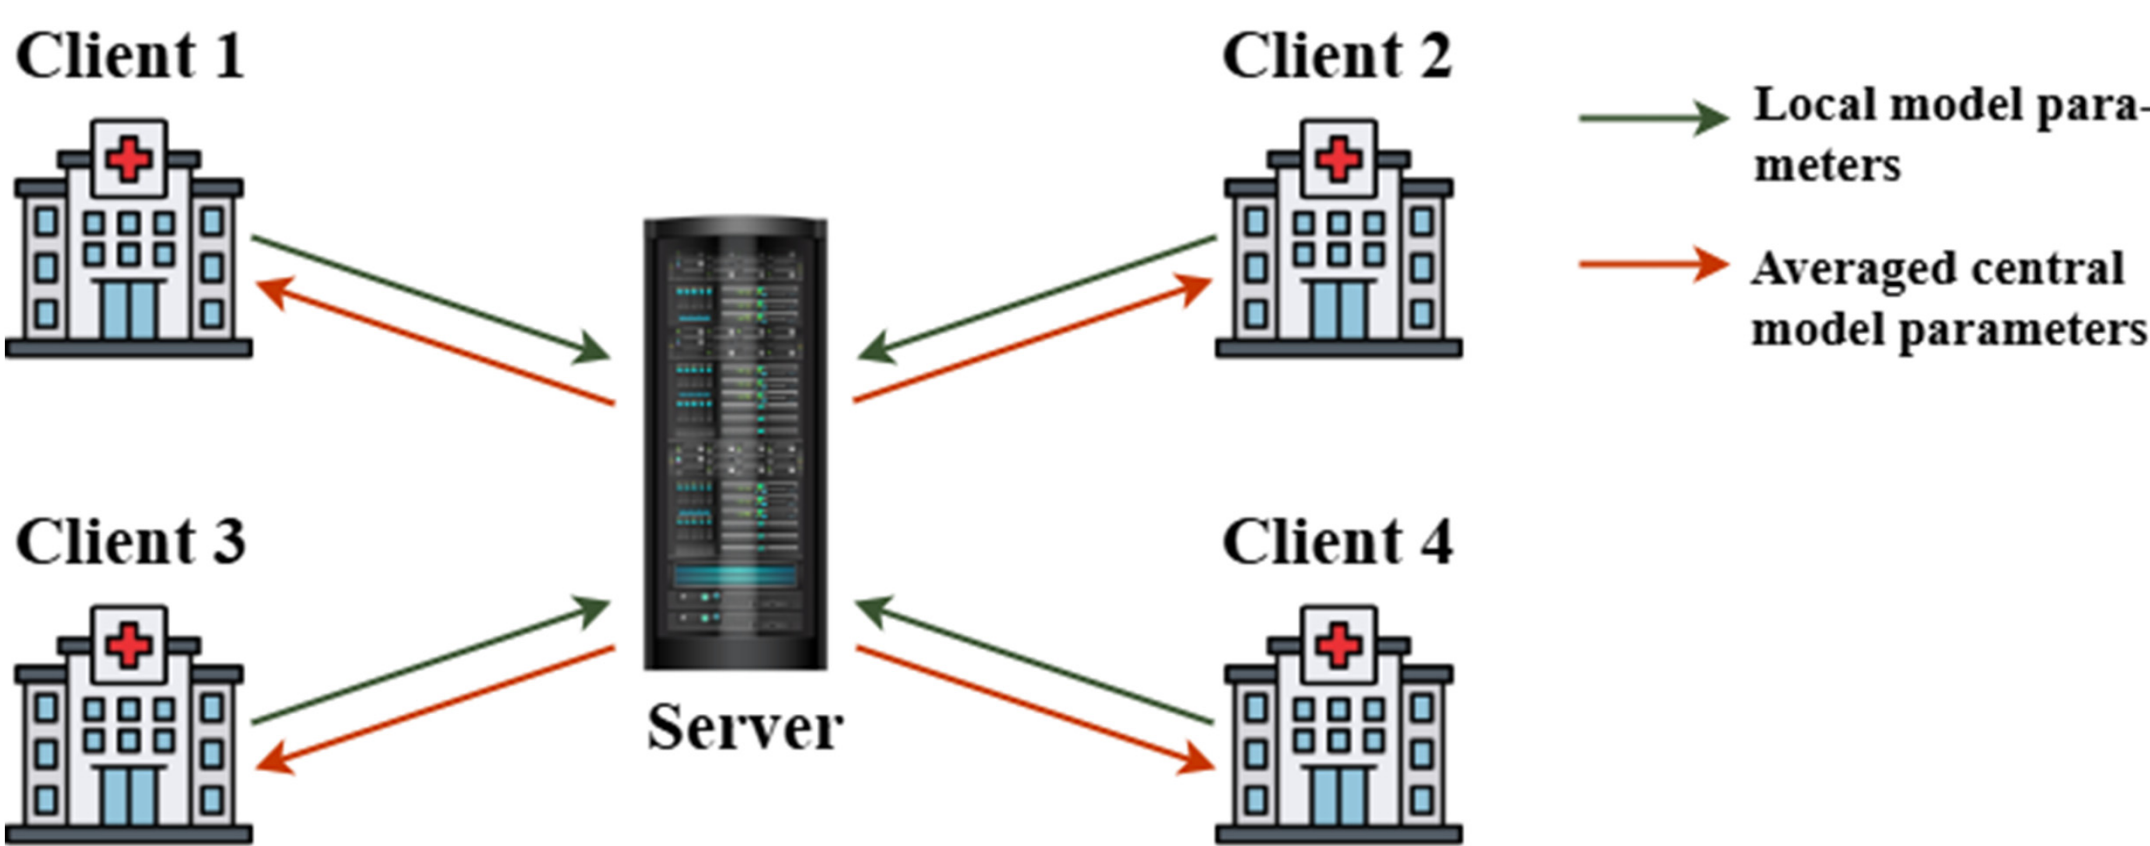 Client 1
Client 2
Local model para-
meters
Averaged central
model parameters
Client 3
Client 4
Server